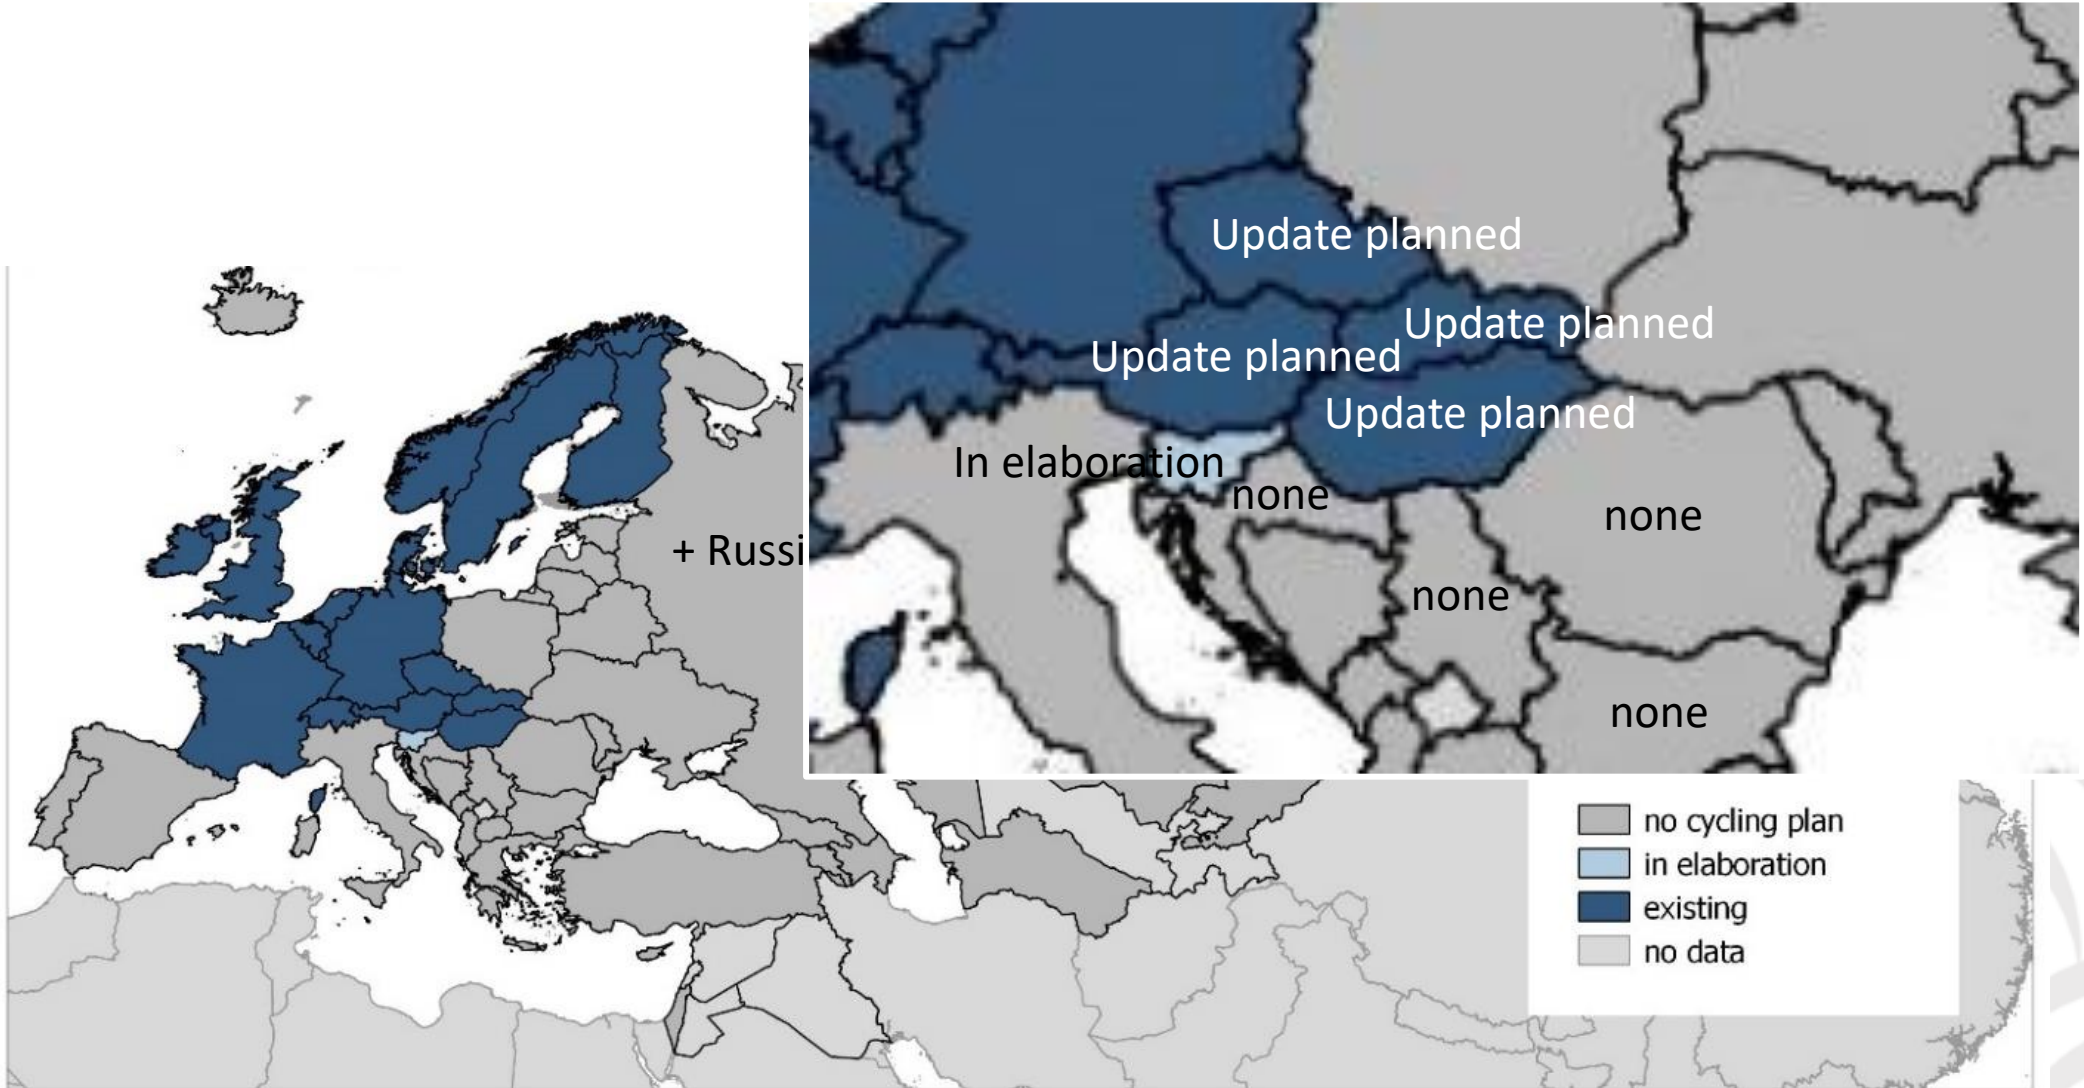 Update planned
Update planned
Update planned
Update planned
In elaboration
none
none
+ Russi
none
none
no cycling plan
in elaboration
existing
no data